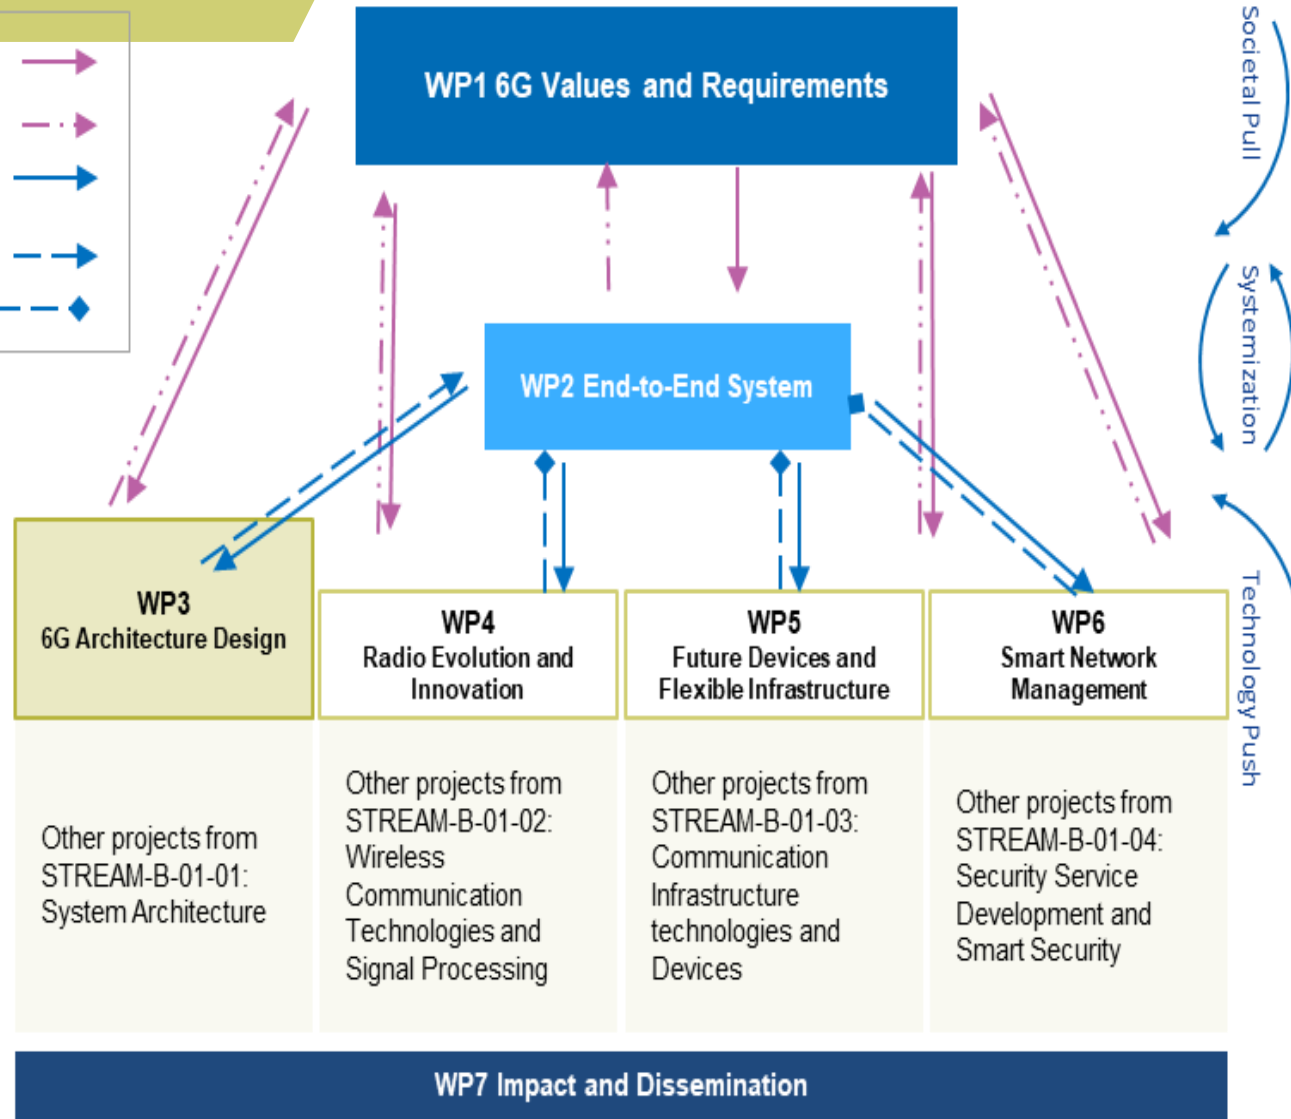 WP1 6G Values and Requirements
Societal Pull
WP2 End-to-End System
Systemization
WP3
6G Architecture Design
WP4
Radio Evolution and
Innovation
WP5
Future Devices and
Flexible Infrastructure
WP6
Smart Network
Management
Technology Push
Other projects from
STREAM-B-01-01:
System Architecture
Other projects from
STREAM-B-01-02:
Wireless
Communication
Technologies and
Signal Processing
Other projects from
STREAM-B-01-03:
Communication
Infrastructure
technologies and
Devices
Other projects from
STREAM-B-01-04:
Security Service
Development and
Smart Security
WP7 Impact and Dissemination